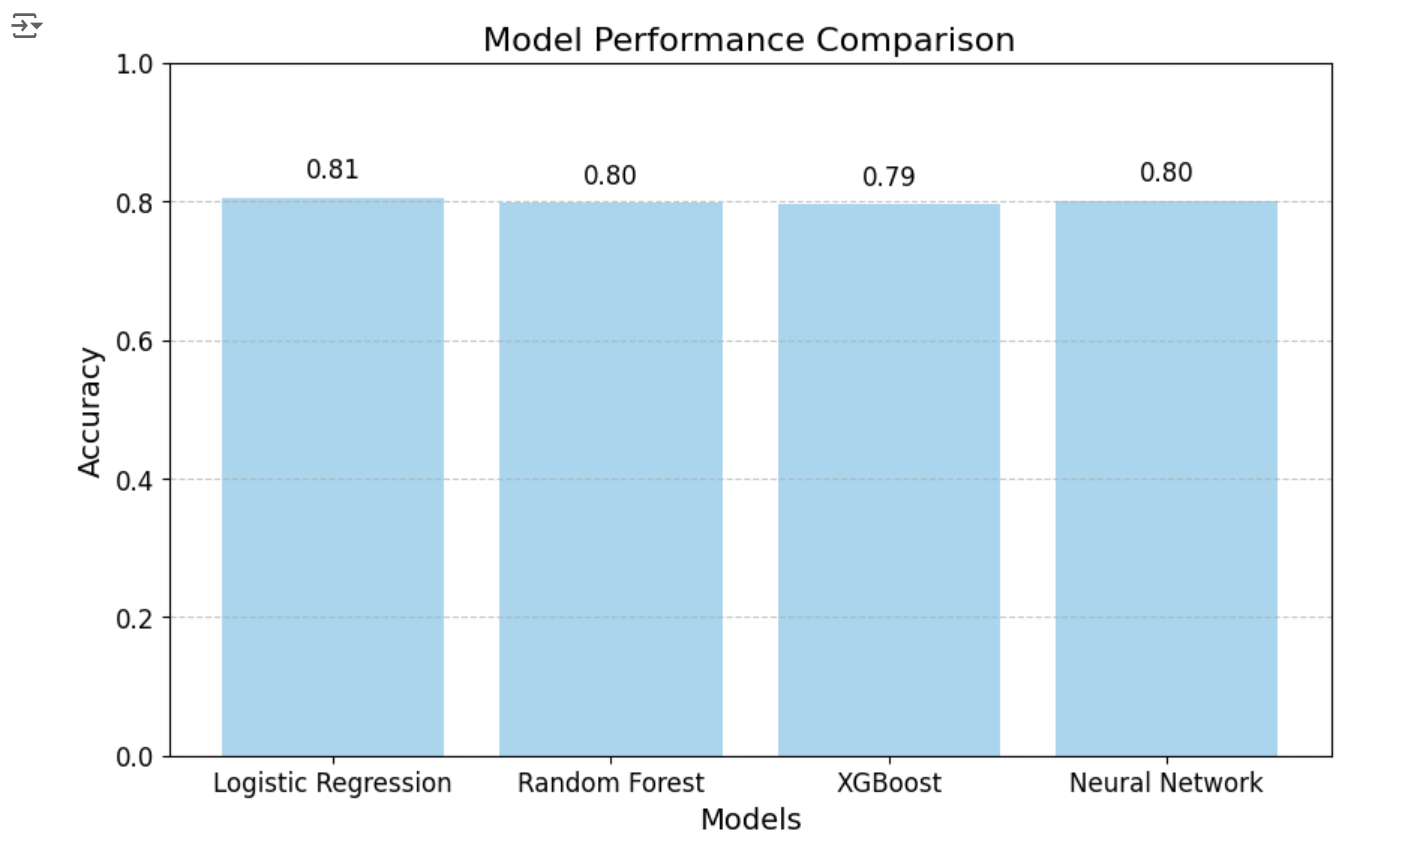 Model Performance Comparison
1.0
0.81
0.80
0.79
0.80
0.8
0.6
Accuracy
0.4
0.2
0.0
Logistic Regression
Random Forest
XGBoost
Neural Network
Models